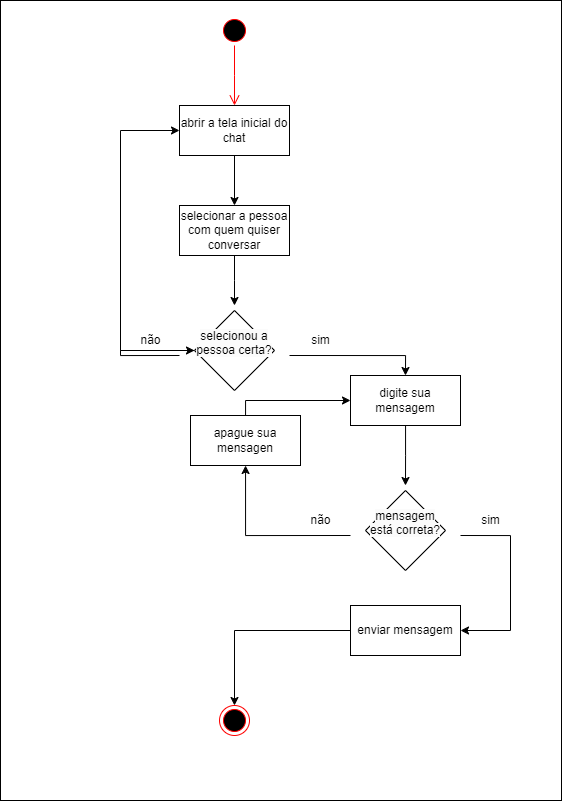 abrir a tela inicial do
chat
selecionar a pessoa
com quem quiser
conversar
selecionou a
pessoa certa?
não
sim
digite sua
mensagem
apague sua
mensagen
mensagem
está correta?
não
sim
enviar mensagem